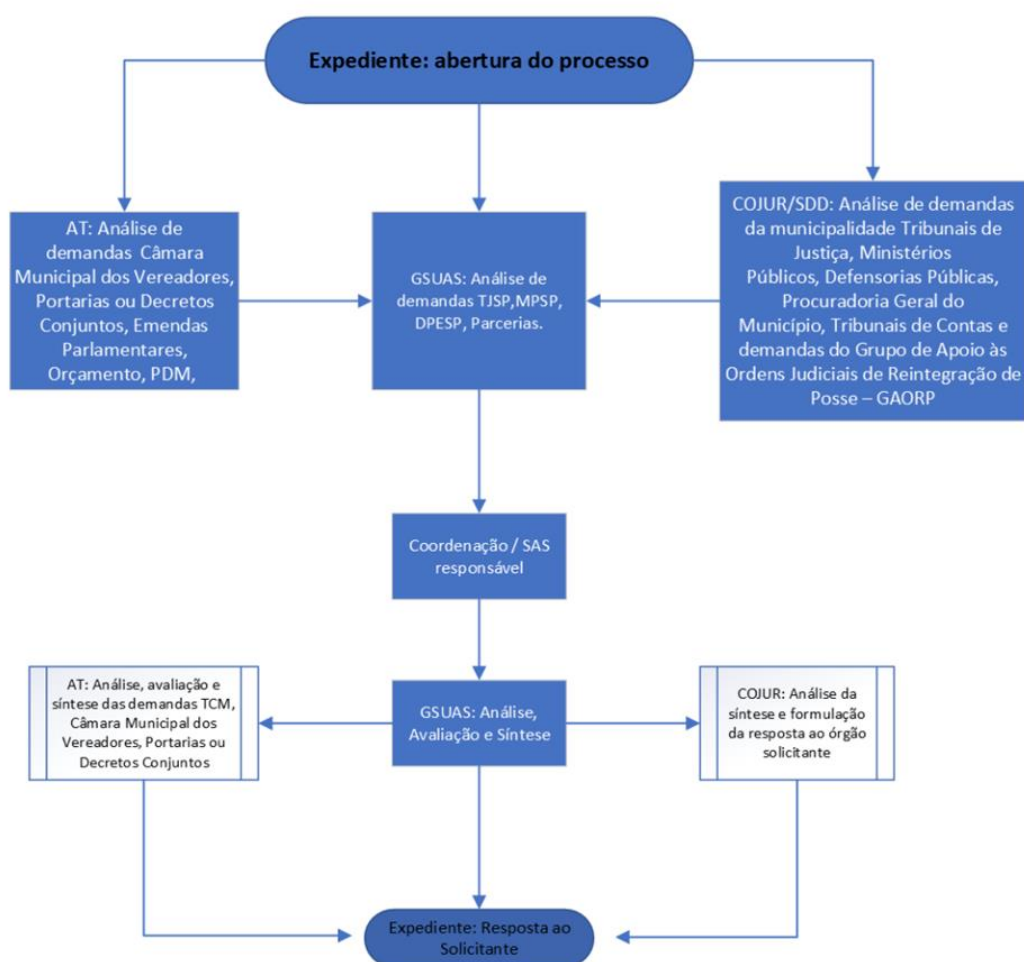 Expediente: abertura do processo
AT: Análise de
demandas Câmara
Municipal dos Vereadores,
Portarias ou Decretos
Conjuntos, Emendas
Parlamentares,
Orçamento, PDM,
GSUAS: Análise de
demandas TJSP,MPSP,
DPESP, Parcerias.
COJUR/SDD: Análise de demandas
da municipalidade Tribunais de
Justiça, Ministérios
Públicos, Defensorias Públicas,
Procuradoria Geral do
Município, Tribunais de Contas e
demandas do Grupo de Apoio às
Ordens Judiciais de Reintegração de
Posse – GAORP
Coordenação / SAS
responsável
AT: Análise, avaliação e
síntese das demandas TCM,
Câmara Municipal dos
Vereadores, Portarias ou
Decretos Conjuntos
GSUAS: Análise,
Avaliação e Síntese
COJUR: Análise da
síntese e formulação
da resposta ao órgão
solicitante
Expediente: Resposta ao
Solicitante